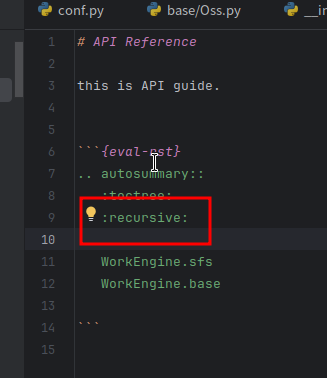 conf.py base/Oss.py
1 # API Reference
2
3 this is API guide.
4
5
6 ```{eval-rst}
7 .. autosummary::
8 :toctree:
9 :recursive:
10
11 WorkEngine.sfs
12 WorkEngine.base
13
14 ```
15